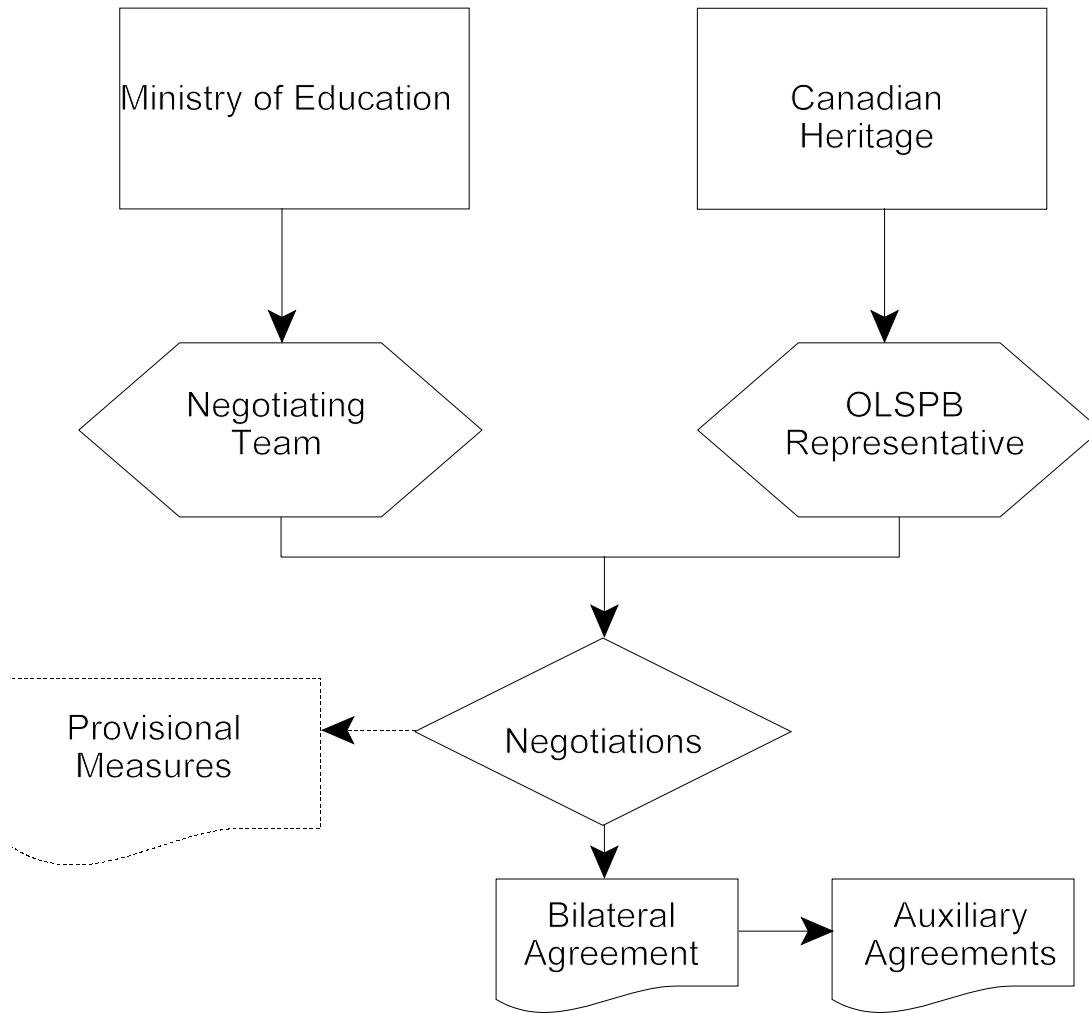 Ministry of Education
Canadian
Heritage
Negotiating
Team
OLSPB
Representative
Negotiations
Provisional
Measures
Bilateral
Agreement
Auxiliary
Agreements